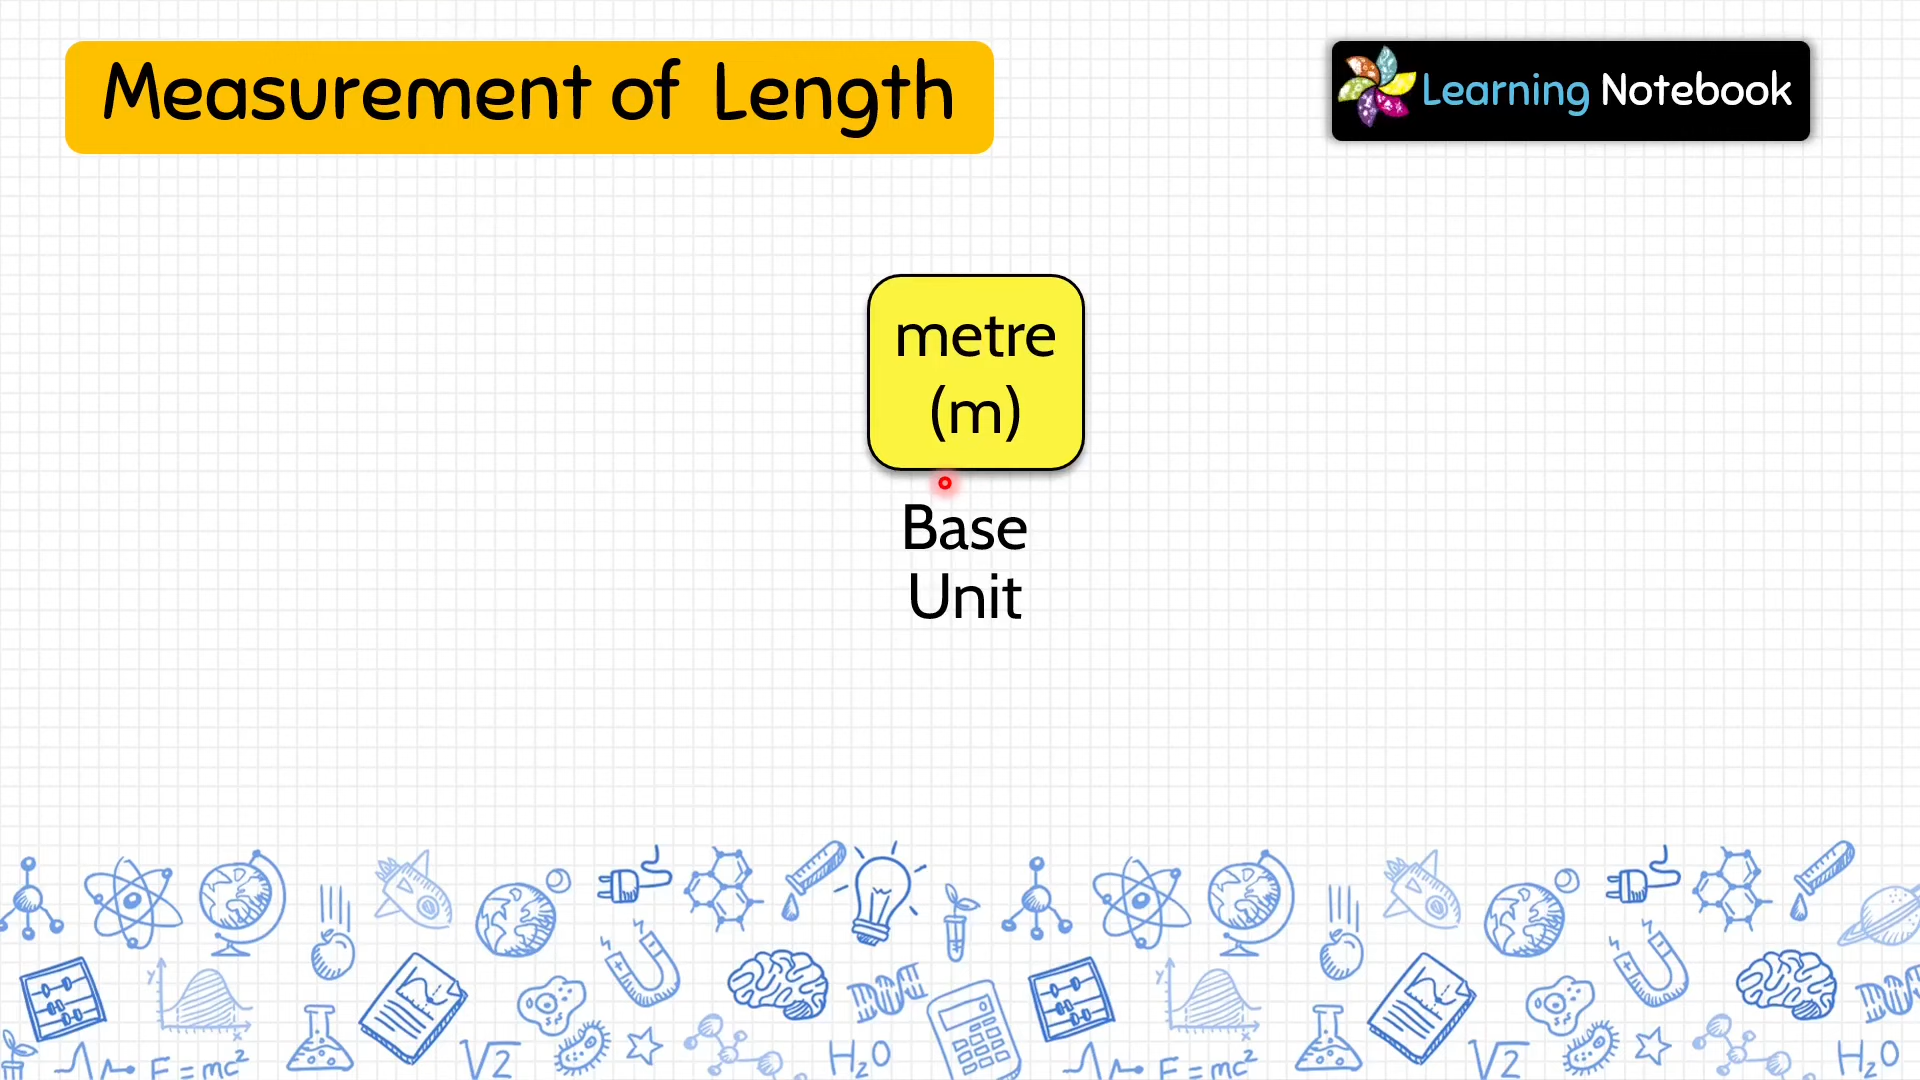 Measurement of Length
Learning Notebook
metre
(m)
Base
Unit
y
x
F=mc²
√2
H₂O
y
x
F=mc²
√2
H₂O